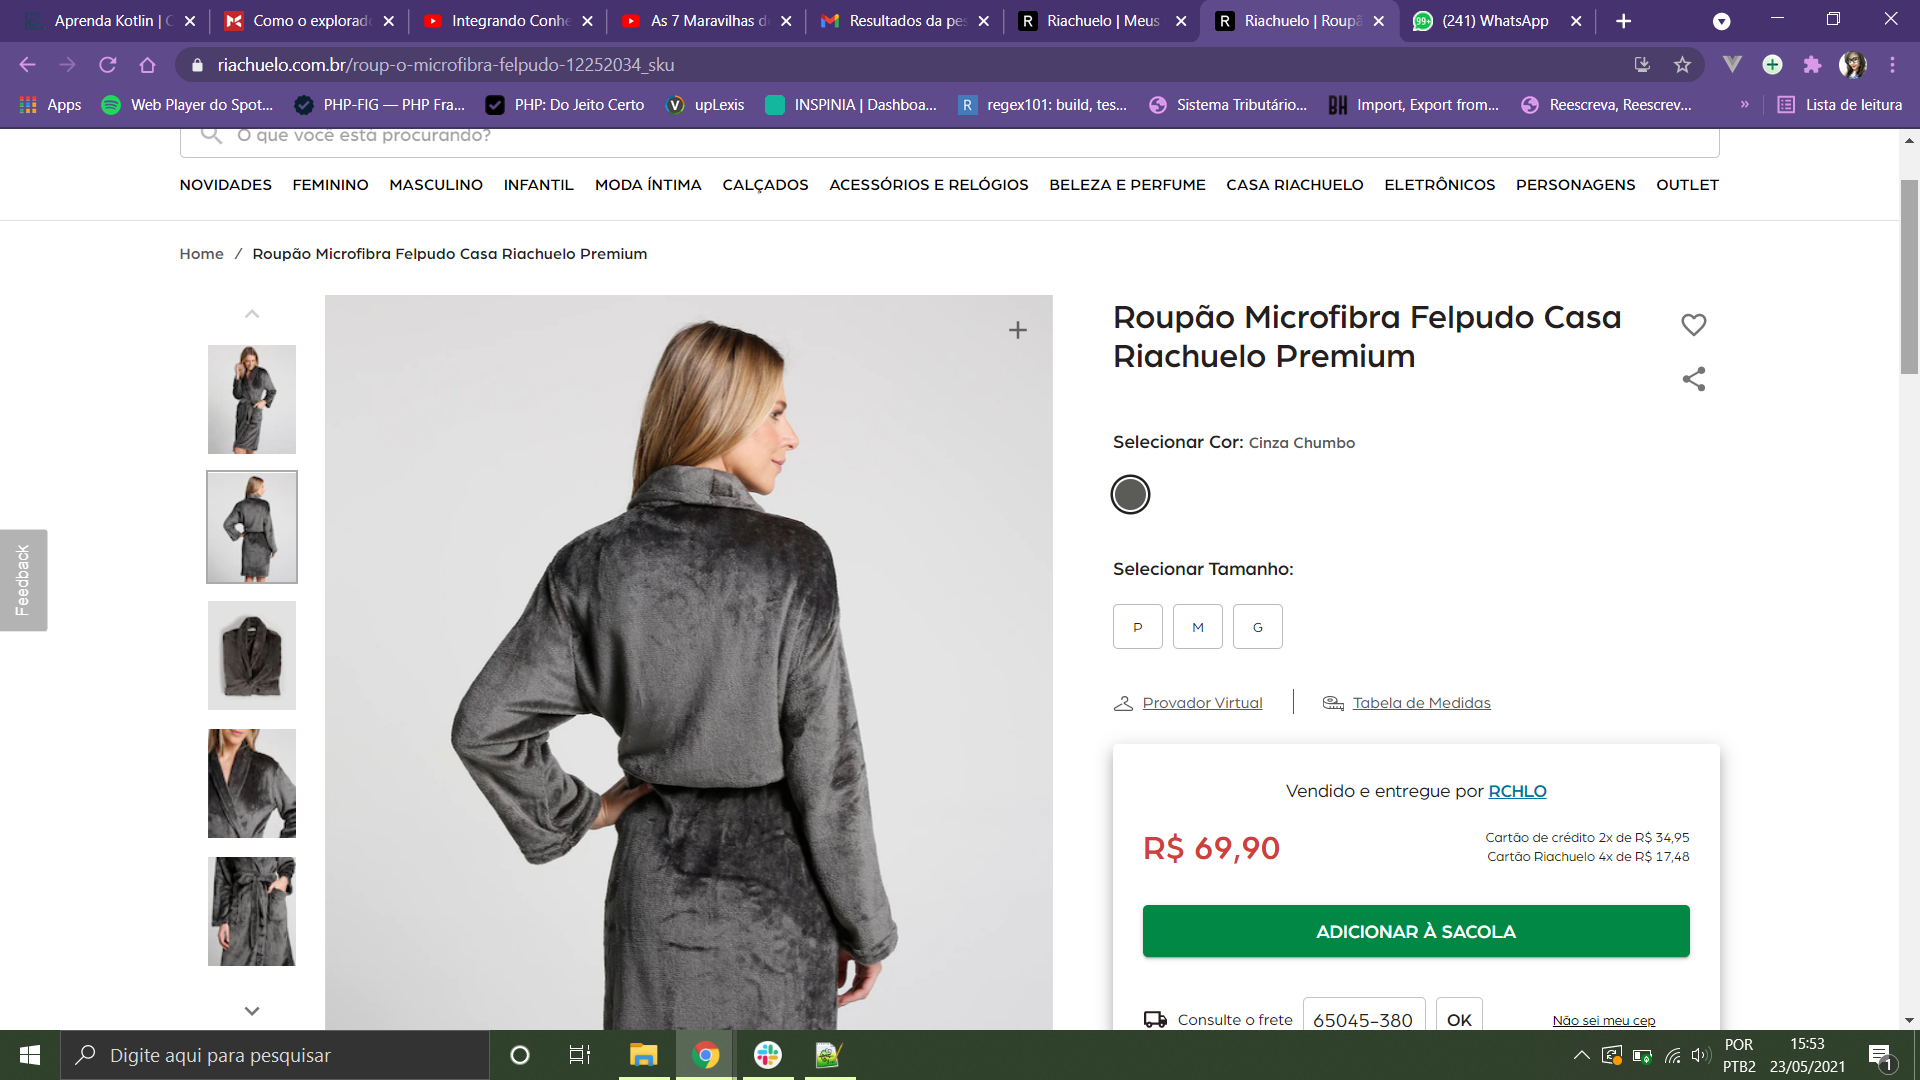 Aprenda Kotlin | C
Como o explorado
Integrando Conhe
As 7 Maravilhas d
Resultados da pes
R Riachuelo | Meus
R Riachuelo | Roupã
99+ (241) WhatsApp
riachuelo.com.br/roup-o-microfibra-felpudo-12252034_sku
Apps
Web Player do Spot...
PHP-FIG — PHP Fra...
PHP: Do Jeito Certo
V upLexis
INSPINIA | Dashboa...
R regex101: build, tes...
Sistema Tributário...
BH Import, Export from...
Reescreva, Reescrev...
»
Lista de leitura
O que você está procurando?
NOVIDADES FEMININO MASCULINO INFANTIL MODA ÍNTIMA CALÇADOS ACESSÓRIOS E RELÓGIOS BELEZA E PERFUME CASA RIACHUELO ELETRÔNICOS PERSONAGENS OUTLET
Home / Roupão Microfibra Felpudo Casa Riachuelo Premium
Roupão Microfibra Felpudo Casa
Riachuelo Premium
Selecionar Cor: Cinza Chumbo
Selecionar Tamanho:
P M G
Provador Virtual
Tabela de Medidas
Feedback
Vendido e entregue por RCHLO
R$ 69,90
Cartão de crédito 2x de R$ 34,95
Cartão Riachuelo 4x de R$ 17,48
ADICIONAR À SACOLA
Consulte o frete 65045-380 OK Não sei meu cep
Digite aqui para pesquisar
POR
PTB2
15:53
23/05/2021
1